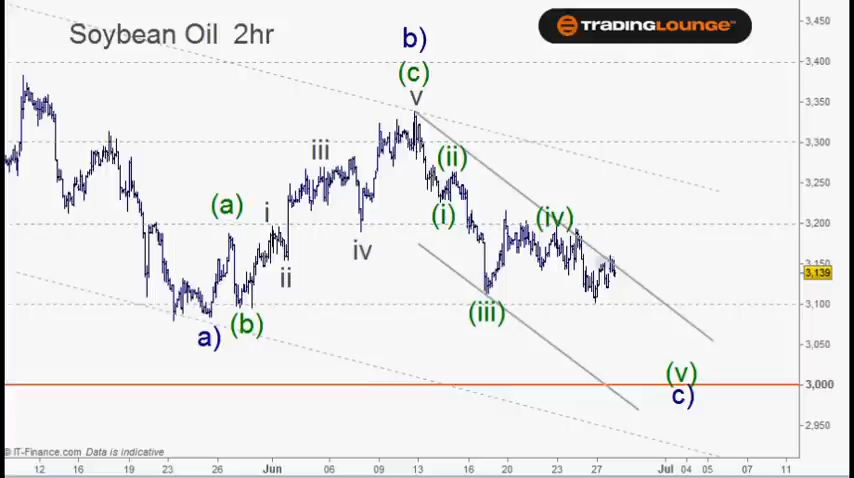 Soybean Oil 2hr
TRADINGLOUNGE
b)
(c)
v
iii
(ii)
(a)
i
(i)
(iv)
iv
ii
(iii)
a)
(b)
(v)
c)
3,450
3,400
3,350
3,300
3,250
3,200
3,150
3,139
3,100
3,050
3,000
2,950
© IT-Finance.com Data is indicative
12 16 19 23 26 Jun 06 09 13 16 20 23 27 Jul 04 05 07 11